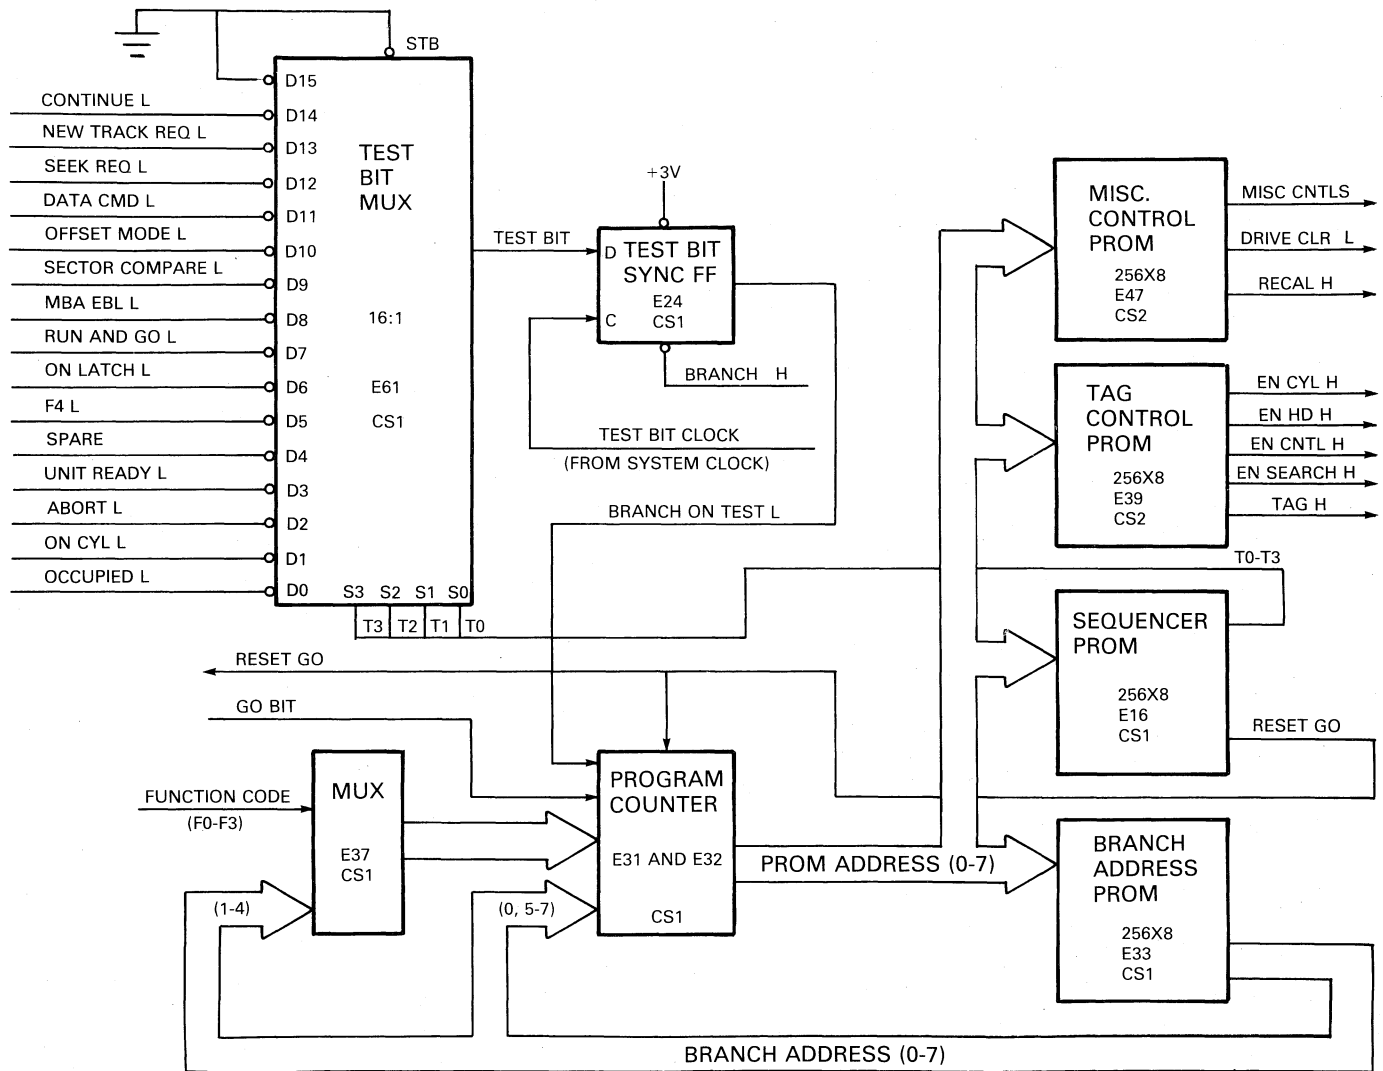 STB
D15
CONTINUE L
D14
NEW TRACK REQ L
D13
SEEK REQ L
D12
DATA CMD L
D11
OFFSET MODE L
D10
SECTOR COMPARE L
D9
MBA EBL L
D8
RUN AND GO L
D7
ON LATCH L
D6
F4 L
D5
SPARE
D4
UNIT READY L
D3
ABORT L
D2
ON CYL L
D1
OCCUPIED L
D0
TEST
BIT
MUX
16:1
E61
CS1
S3 S2 S1 S0
T3 T2 T1 T0
TEST BIT
+3V
D TEST BIT
SYNC FF
E24
CS1
C
BRANCH H
TEST BIT CLOCK
(FROM SYSTEM CLOCK)
BRANCH ON TEST L
MISC.
CONTROL
PROM
256X8
E47
CS2
MISC CNTLS
DRIVE CLR L
RECAL H
TAG
CONTROL
PROM
256X8
E39
CS2
EN CYL H
EN HD H
EN CNTL H
EN SEARCH H
TAG H
T0-T3
SEQUENCER
PROM
256X8
E16
CS1
RESET GO
RESET GO
GO BIT
FUNCTION CODE
(F0-F3)
MUX
E37
CS1
(1-4)
PROGRAM
COUNTER
E31 AND E32
CS1
(0, 5-7)
PROM ADDRESS (0-7)
BRANCH
ADDRESS
PROM
256X8
E33
CS1
BRANCH ADDRESS (0-7)